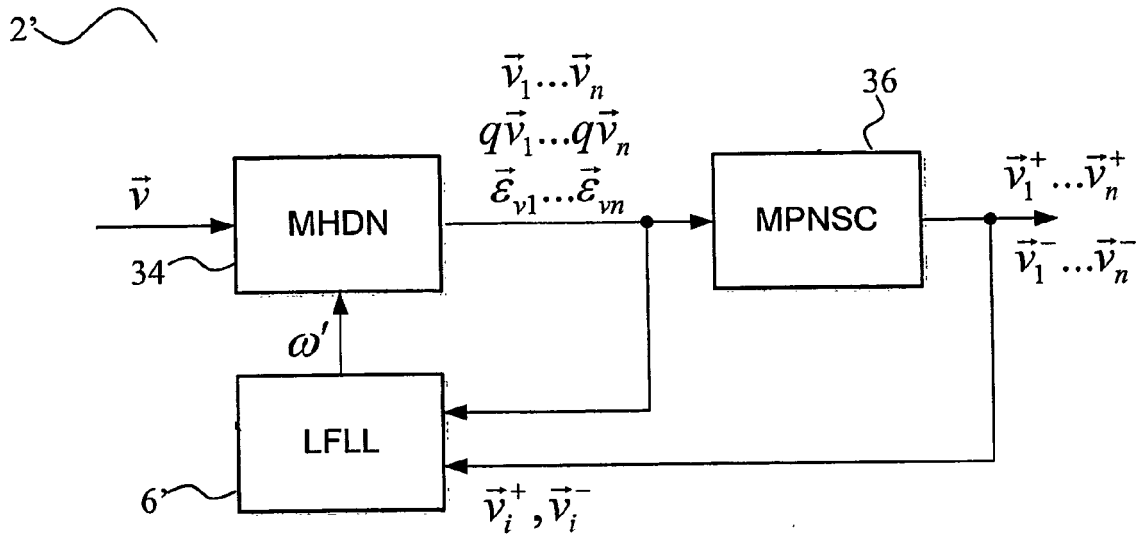 2'
v⃗
34
MHDN
v⃗₁...v⃗ₙ
qv⃗₁...qv⃗ₙ
ε⃗ᵥ₁...ε⃗ᵥₙ
36
MPNSC
v⃗₁⁺...v⃗ₙ⁺
v⃗₁⁻...v⃗ₙ⁻
ω'
LFLL
6'
v⃗ᵢ⁺, v⃗ᵢ⁻